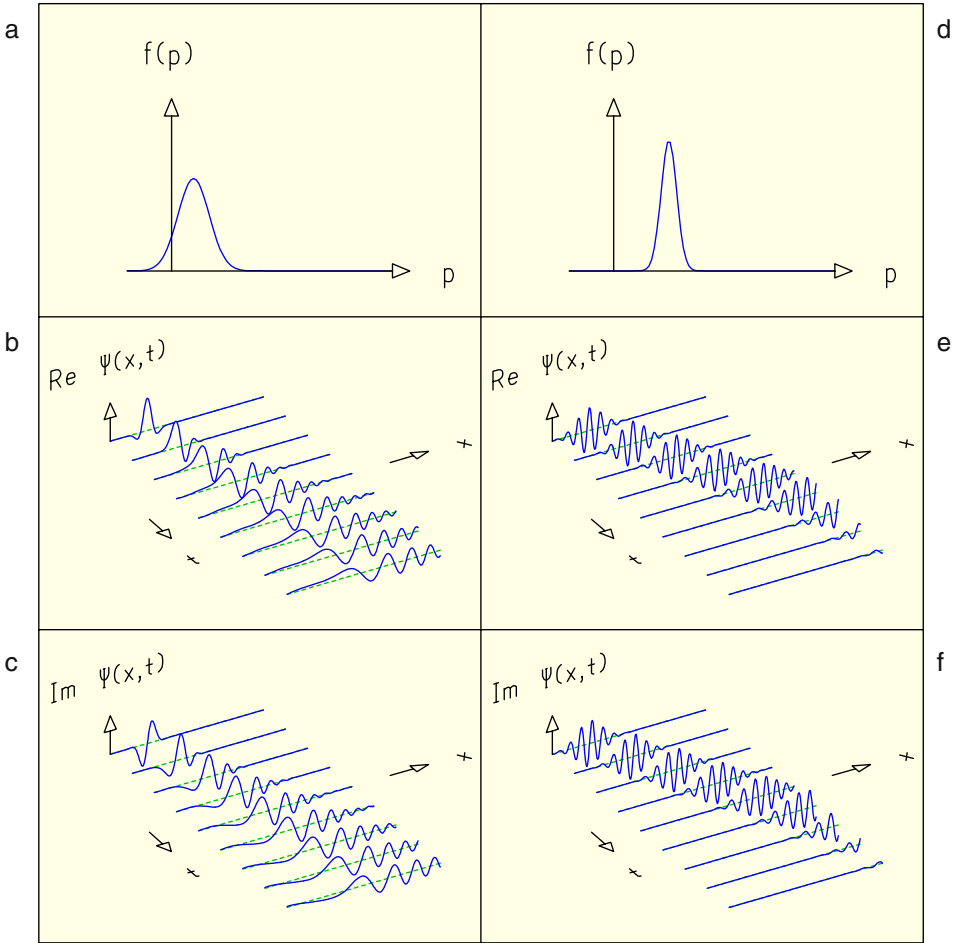 a
f(p)
p
d
f(p)
p
b
Re ψ(x,t)
x
t
e
Re ψ(x,t)
x
t
c
Im ψ(x,t)
x
t
f
Im ψ(x,t)
x
t